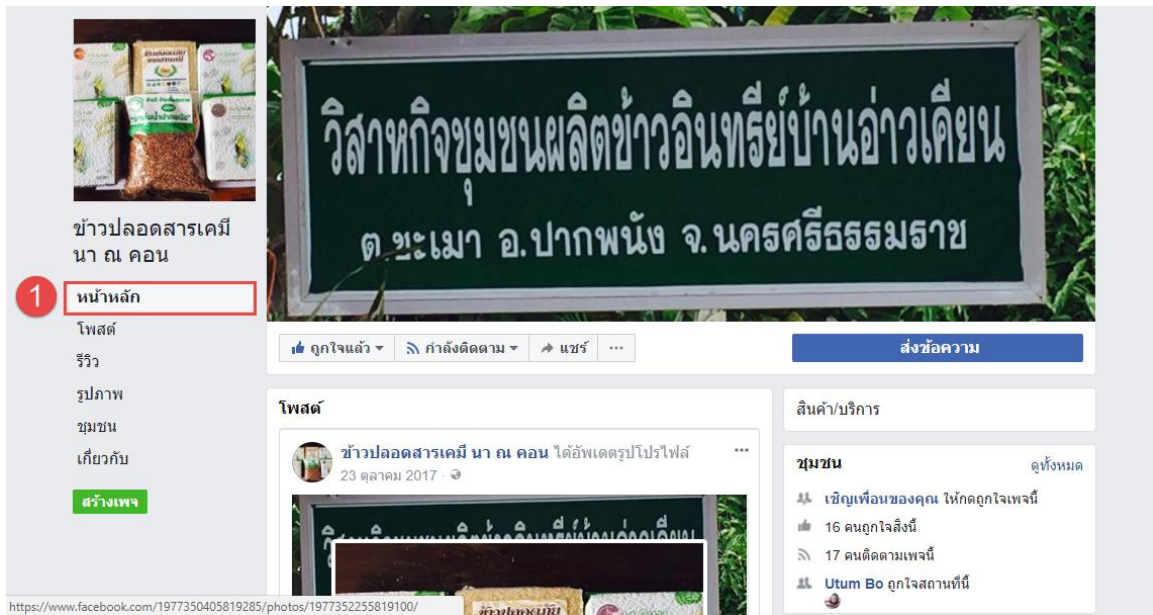 วิสาหกิจชุมชนผลิตข้าวอินทรีย์บ้านอ่าวเคียน
ต.ชะเมา อ.ปากพนัง จ.นครศรีธรรมราช
ข้าวปลอดสารเคมี
นา ณ คอน
1
หน้าหลัก
โพสต์
รีวิว
รูปภาพ
ชุมชน
เกี่ยวกับ
สร้างเพจ
ถูกใจแล้ว กำลังติดตาม แชร์ ...
ส่งข้อความ
โพสต์
ข้าวปลอดสารเคมี นา ณ คอน ได้อัพเดตรูปโปรไฟล์ ...
23 ตุลาคม 2017 ·
สินค้า/บริการ
ชุมชน ดูทั้งหมด
เชิญเพื่อนของคุณ ให้กดถูกใจเพจนี้
16 คนถูกใจสิ่งนี้
17 คนติดตามเพจนี้
Utum Bo ถูกใจสถานที่นี้
https://www.facebook.com/1977350405819285/photos/1977352255819100/